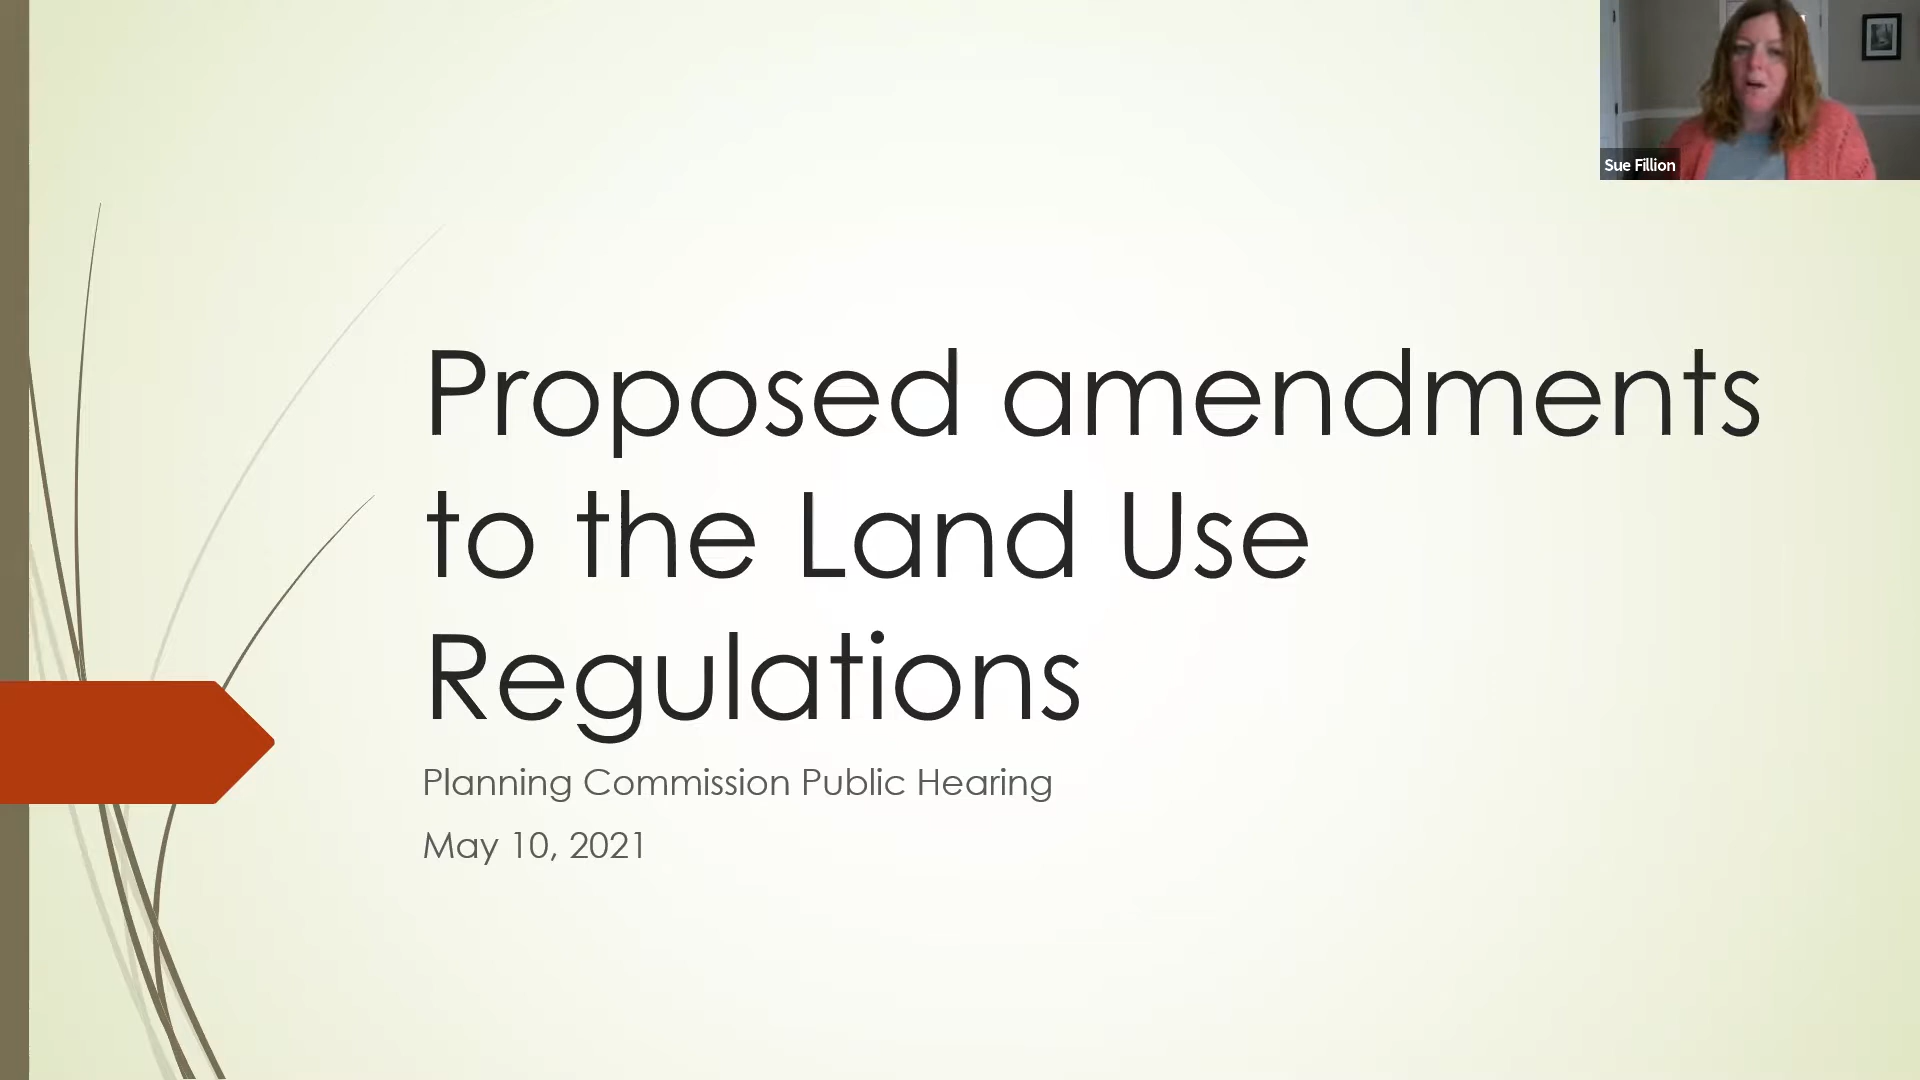 Sue Fillion
Proposed amendments
to the Land Use
Regulations
Planning Commission Public Hearing
May 10, 2021